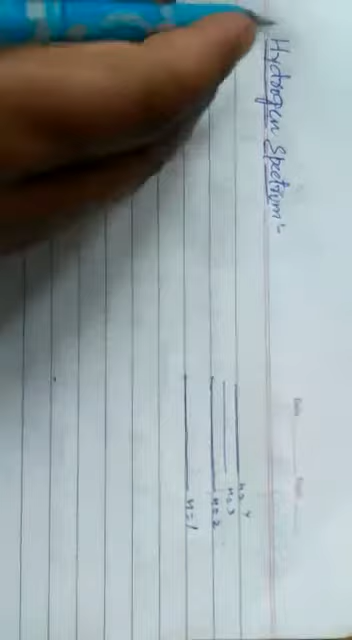 Hydrogen Spectrum :-
n = 4
n = 3
n = 2
n = 1